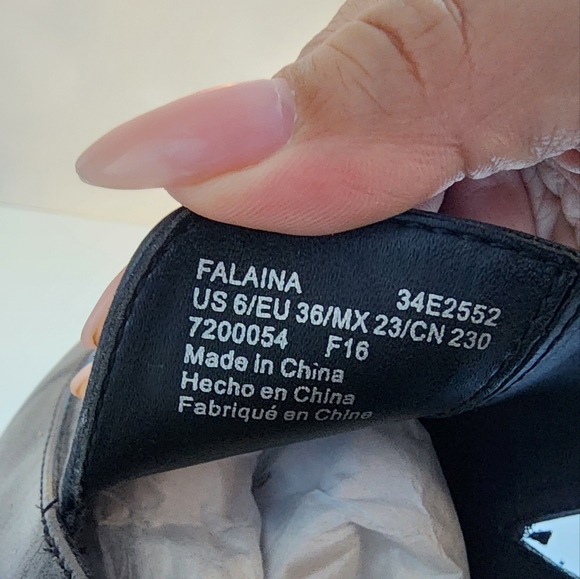 FALAINA 34E2552
US 6/EU 36/MX 23/CN 230
7200054 F16
Made in China
Hecho en China
Fabriqué en Chine